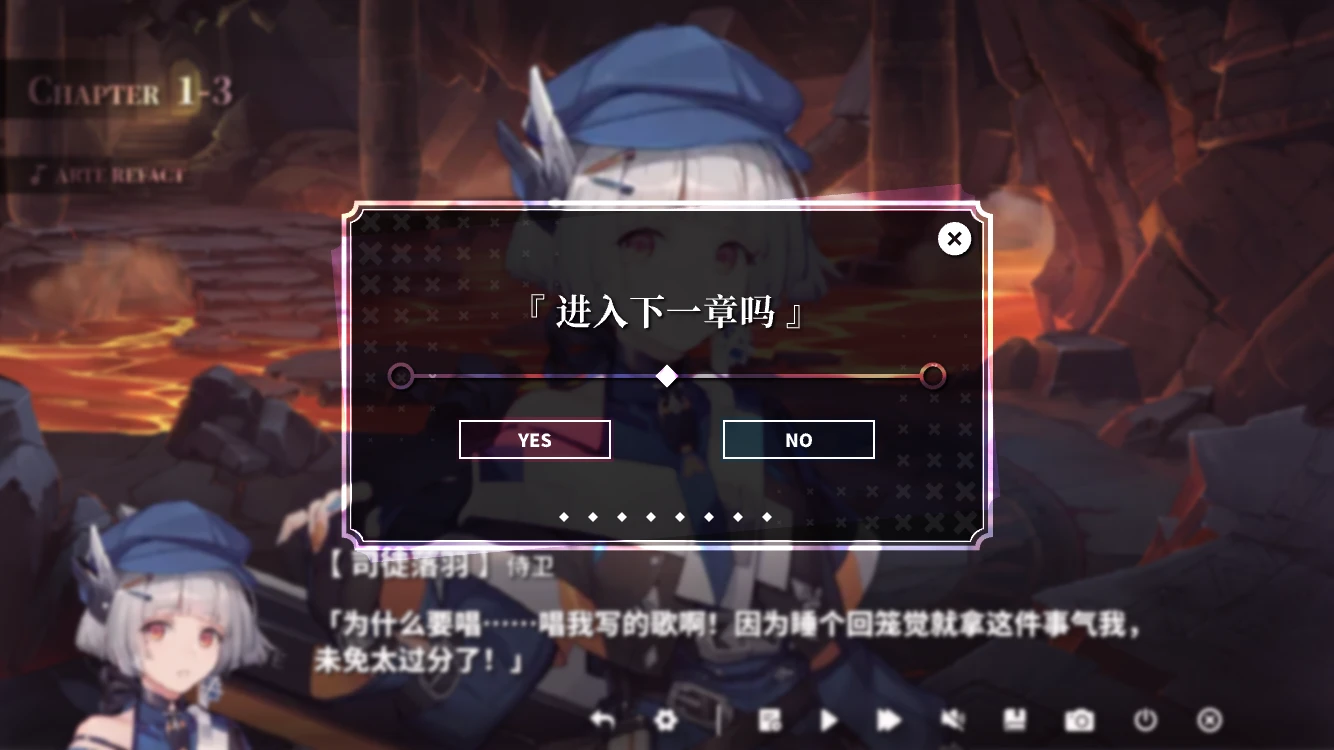 CHAPTER 1-3
ARTE REFACT
『 进入下一章吗 』
YES
NO
【 司徒落羽 】 侍卫
「为什么要唱……唱我写的歌啊！因为睡个回笼觉就拿这件事气我，
未免太过分了！」